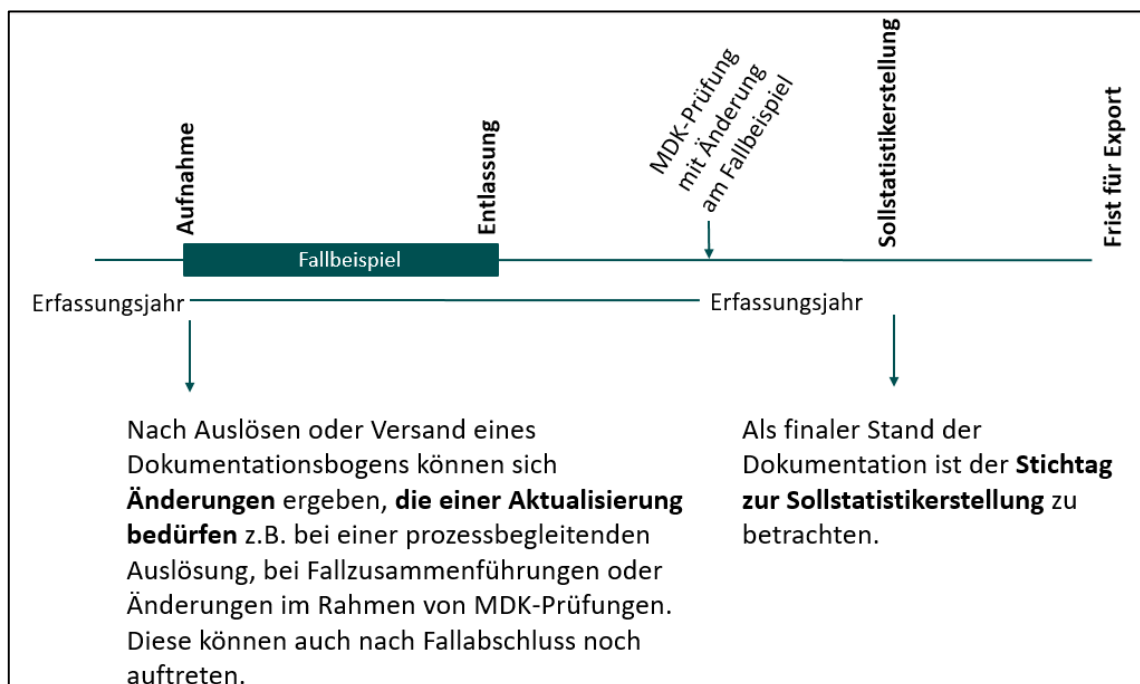 Aufnahme
Entlassung
MDK-Prüfung
mit Änderung
am Fallbeispiel
Sollstatistikerstellung
Frist für Export
Fallbeispiel
Erfassungsjahr
Erfassungsjahr
Nach Auslösen oder Versand eines
Dokumentationsbogens können sich
Änderungen ergeben, die einer Aktualisierung
bedürfen z.B. bei einer prozessbegleitenden
Auslösung, bei Fallzusammenführungen oder
Änderungen im Rahmen von MDK-Prüfungen.
Diese können auch nach Fallabschluss noch
auftreten.
Als finaler Stand der
Dokumentation ist der Stichtag
zur Sollstatistikerstellung zu
betrachten.